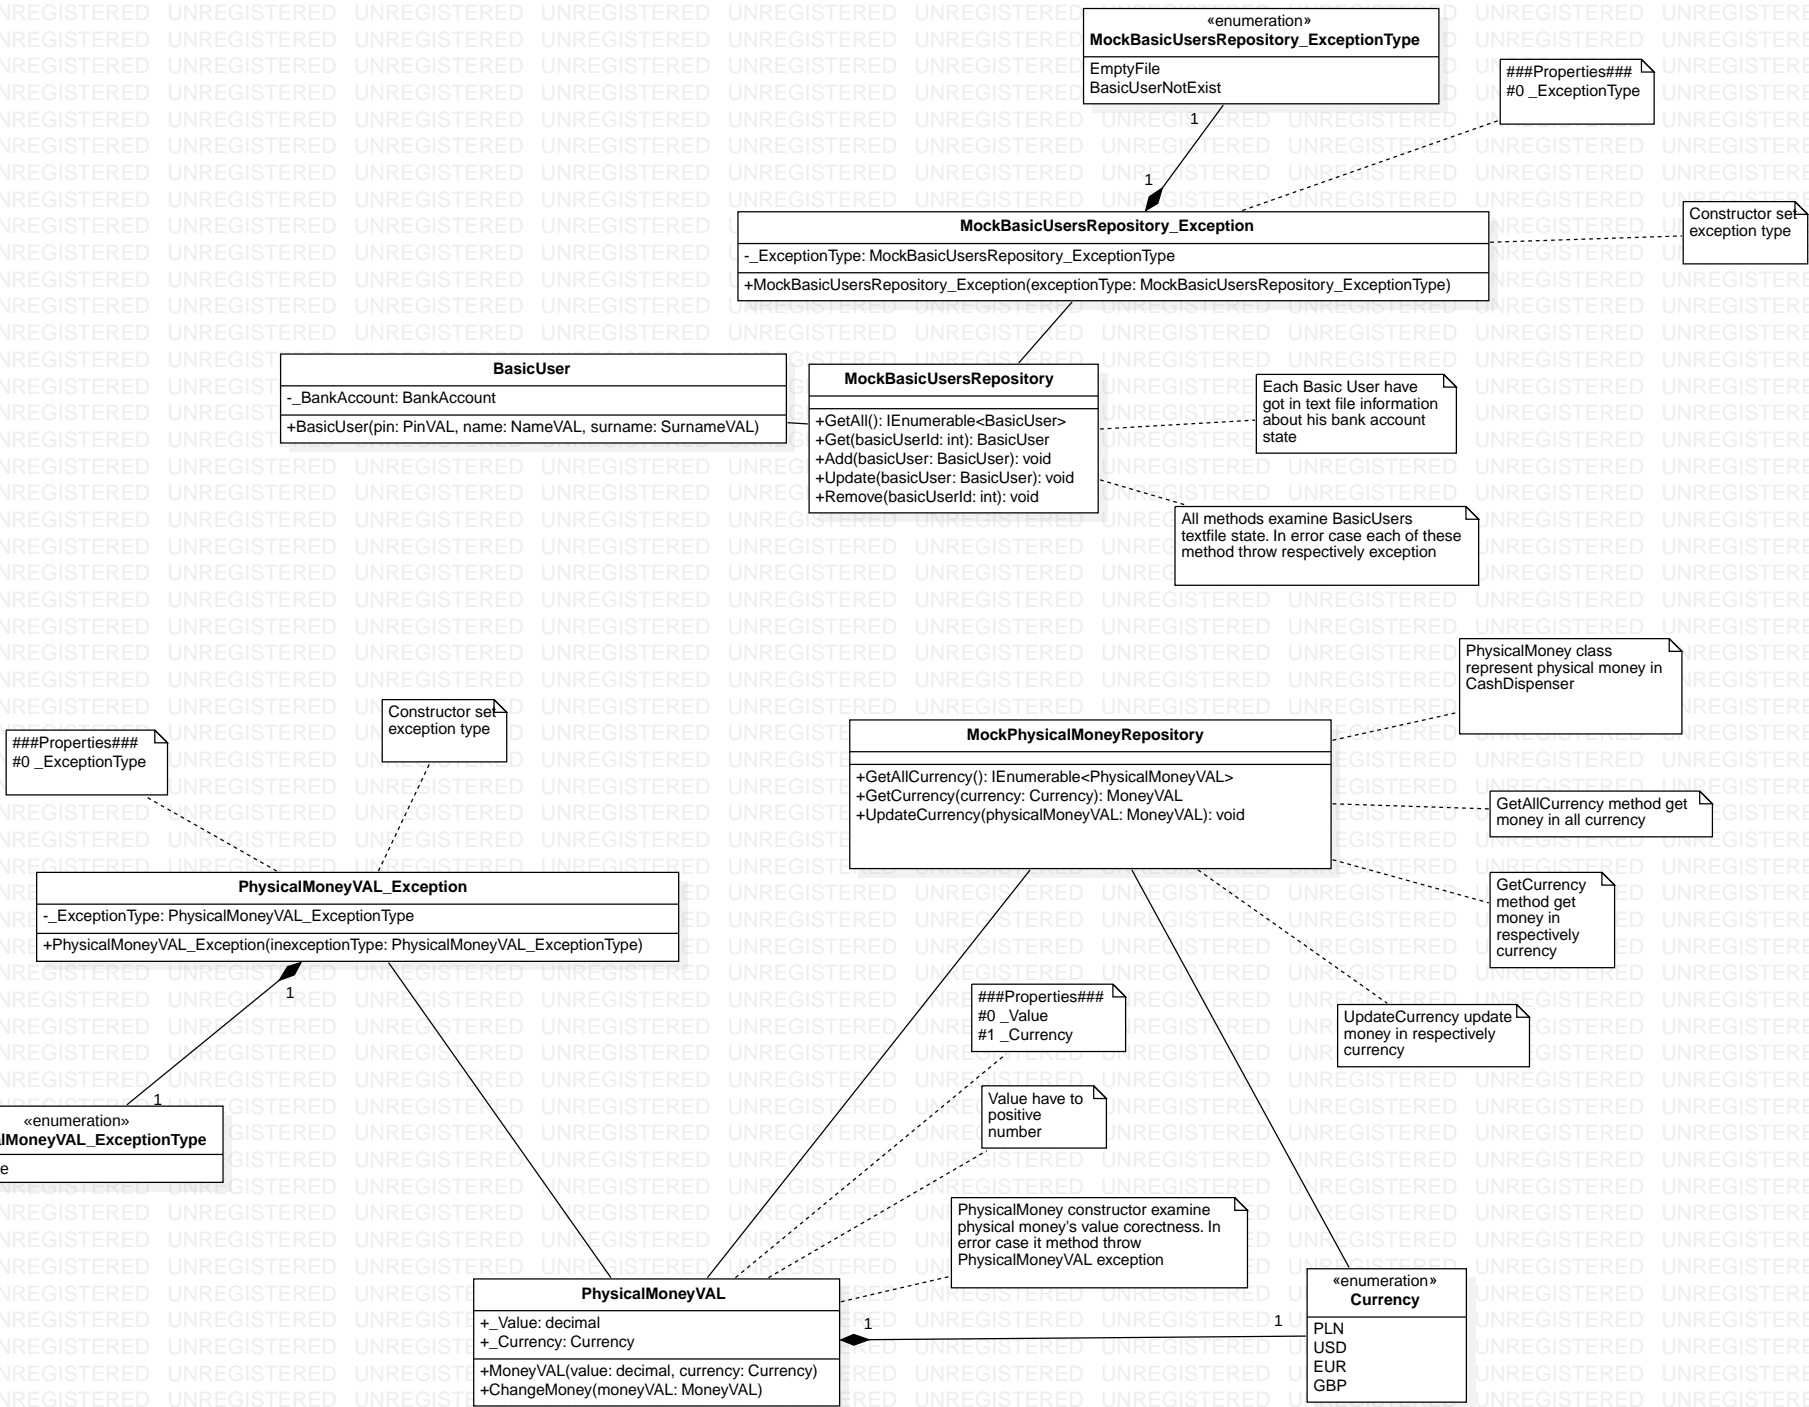 «enumeration»
MockBasicUsersRepository_ExceptionType
EmptyFile
BasicUserNotExist
###Properties###
#0 _ExceptionType
1
1
MockBasicUsersRepository_Exception
-_ExceptionType: MockBasicUsersRepository_ExceptionType
+MockBasicUsersRepository_Exception(exceptionType: MockBasicUsersRepository_ExceptionType)
Constructor set
exception type
BasicUser
-_BankAccount: BankAccount
+BasicUser(pin: PinVAL, name: NameVAL, surname: SurnameVAL)
MockBasicUsersRepository
+GetAll(): IEnumerable<BasicUser>
+Get(basicUserId: int): BasicUser
+Add(basicUser: BasicUser): void
+Update(basicUser: BasicUser): void
+Remove(basicUserId: int): void
Each Basic User have
got in text file information
about his bank account
state
All methods examine BasicUsers
textfile state. In error case each of these
method throw respectively exception
PhysicalMoney class
represent physical money in
CashDispenser
###Properties###
#0 _ExceptionType
Constructor set
exception type
MockPhysicalMoneyRepository
+GetAllCurrency(): IEnumerable<PhysicalMoneyVAL>
+GetCurrency(currency: Currency): MoneyVAL
+UpdateCurrency(physicalMoneyVAL: MoneyVAL): void
GetAllCurrency method get
money in all currency
GetCurrency
method get
money in
respectively
currency
UpdateCurrency update
money in respectively
currency
PhysicalMoneyVAL_Exception
-_ExceptionType: PhysicalMoneyVAL_ExceptionType
+PhysicalMoneyVAL_Exception(inexceptionType: PhysicalMoneyVAL_ExceptionType)
1
1
«enumeration»
lMoneyVAL_ExceptionType
e
###Properties###
#0 _Value
#1 _Currency
Value have to
positive
number
PhysicalMoney constructor examine
physical money's value corectness. In
error case it method throw
PhysicalMoneyVAL exception
PhysicalMoneyVAL
+_Value: decimal
+_Currency: Currency
+MoneyVAL(value: decimal, currency: Currency)
+ChangeMoney(moneyVAL: MoneyVAL)
1
1
«enumeration»
Currency
PLN
USD
EUR
GBP